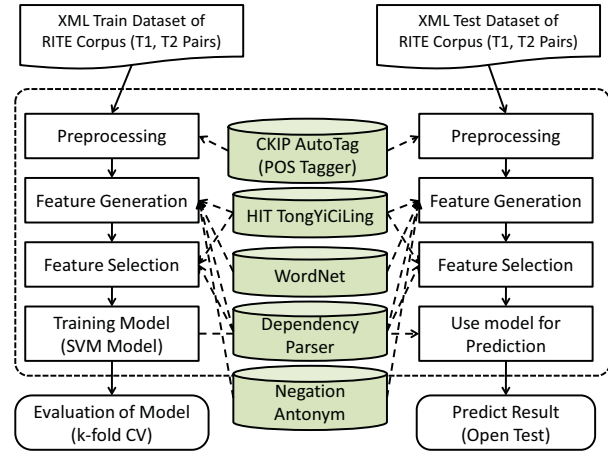 XML Train Dataset of
RITE Corpus (T1, T2 Pairs)
XML Test Dataset of
RITE Corpus (T1, T2 Pairs)
Preprocessing
CKIP AutoTag
(POS Tagger)
Preprocessing
Feature Generation
HIT TongYiCiLing
Feature Generation
Feature Selection
WordNet
Feature Selection
Training Model
(SVM Model)
Dependency
Parser
Use model for
Prediction
Negation
Antonym
Evaluation of Model
(k-fold CV)
Predict Result
(Open Test)